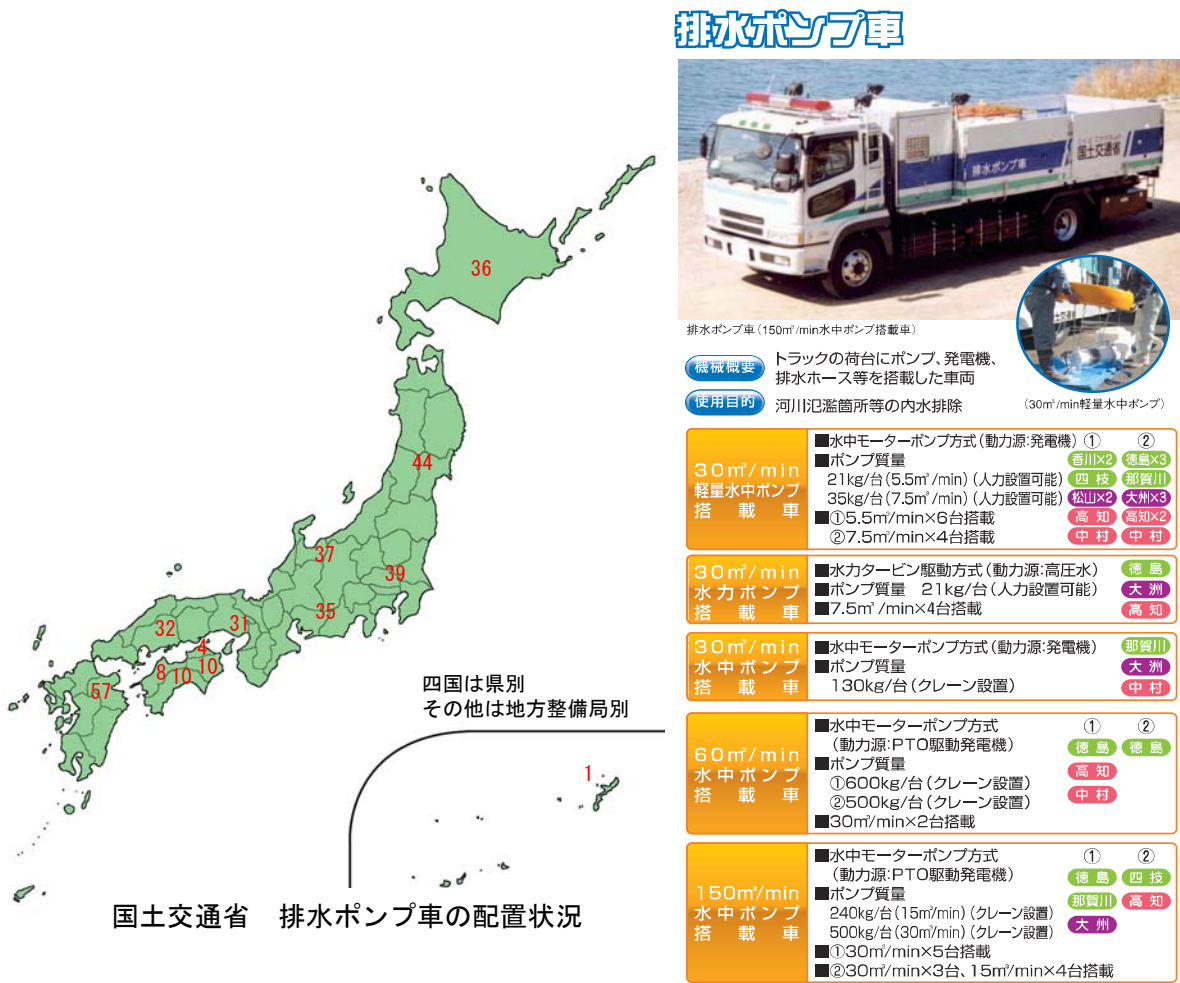 排水ポンプ車
国土交通省
排水ポンプ車
排水ポンプ車（150㎥/min水中ポンプ搭載車）
機械概要
トラックの荷台にポンプ、発電機、
排水ホース等を搭載した車両
使用目的
河川氾濫箇所等の内水排除
（30㎥/min軽量水中ポンプ）
30㎥/min
軽量水中ポンプ
搭載車
■水中モーターポンプ方式（動力源:発電機） ① ②
■ポンプ質量 香川×2 徳島×3
21kg/台（5.5㎥/min）（人力設置可能） 四枝 那賀川
35kg/台（7.5㎥/min）（人力設置可能） 松山×2 大州×3
■①5.5㎥/min×6台搭載 高知 高知×2
②7.5㎥/min×4台搭載 中村 中村
30㎥/min
水力ポンプ
搭載車
■水力タービン駆動方式（動力源:高圧水） 徳島
■ポンプ質量 21kg/台（人力設置可能） 大洲
■7.5㎥/min×4台搭載 高知
30㎥/min
水中ポンプ
搭載車
■水中モーターポンプ方式（動力源:発電機） 那賀川
■ポンプ質量 大洲
130kg/台（クレーン設置） 中村
60㎥/min
水中ポンプ
搭載車
■水中モーターポンプ方式 ① ②
（動力源:PTO駆動発電機） 徳島 徳島
■ポンプ質量 高知
①600kg/台（クレーン設置） 中村
②500kg/台（クレーン設置）
■30㎥/min×2台搭載
150㎥/min
水中ポンプ
搭載車
■水中モーターポンプ方式 ① ②
（動力源:PTO駆動発電機） 徳島 四技
■ポンプ質量 那賀川 高知
240kg/台（15㎥/min）（クレーン設置） 大州
500kg/台（30㎥/min）（クレーン設置）
■①30㎥/min×5台搭載
■②30㎥/min×3台、15㎥/min×4台搭載
36
44
37
39
35
31
32
4
10
8
10
57
四国は県別
その他は地方整備局別
1
国土交通省 排水ポンプ車の配置状況